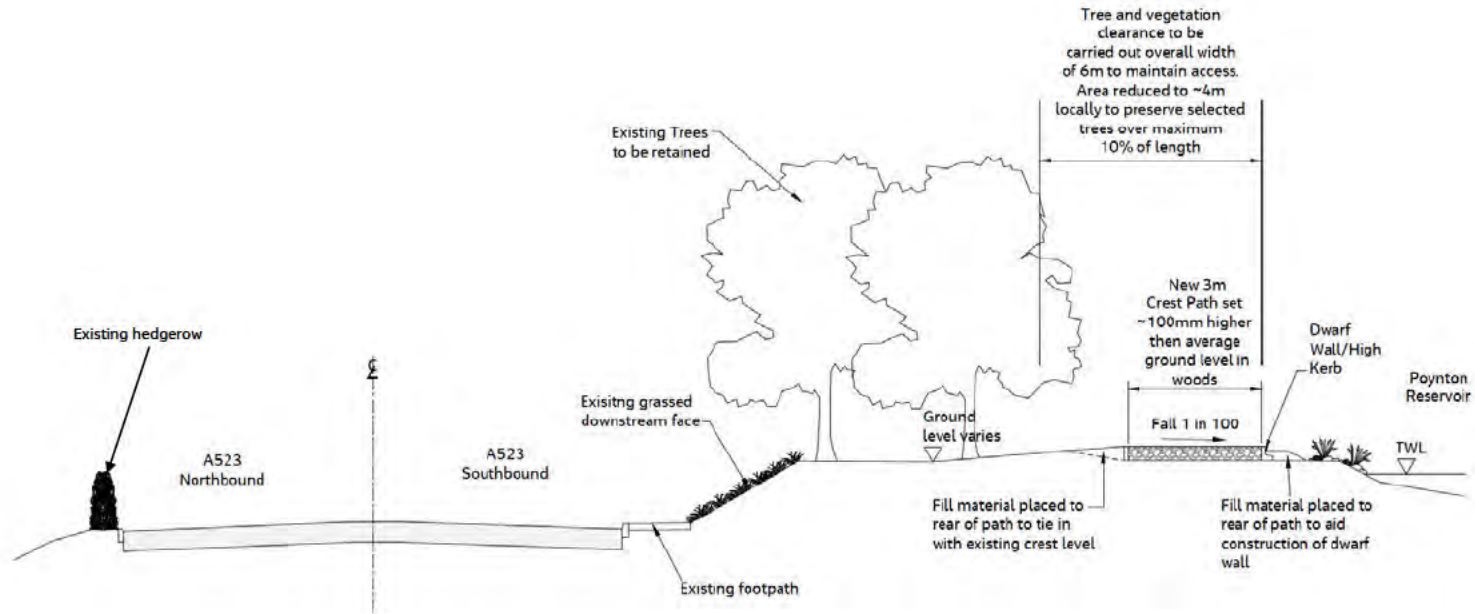 Tree and vegetation
clearance to be
carried out overall width
of 6m to maintain access.
Area reduced to ~4m
locally to preserve selected
trees over maximum
10% of length
Existing Trees
to be retained
New 3m
Crest Path set
~100mm higher
then average
ground level in
woods
Dwarf
Wall/High
Kerb
Poynton
Reservoir
Existing hedgerow
℄
Exisitng grassed
downstream face
Ground
level varies
Fall 1 in 100
TWL
A523
Northbound
A523
Southbound
Fill material placed to
rear of path to tie in
with existing crest level
Fill material placed to
rear of path to aid
construction of dwarf
wall
Existing footpath